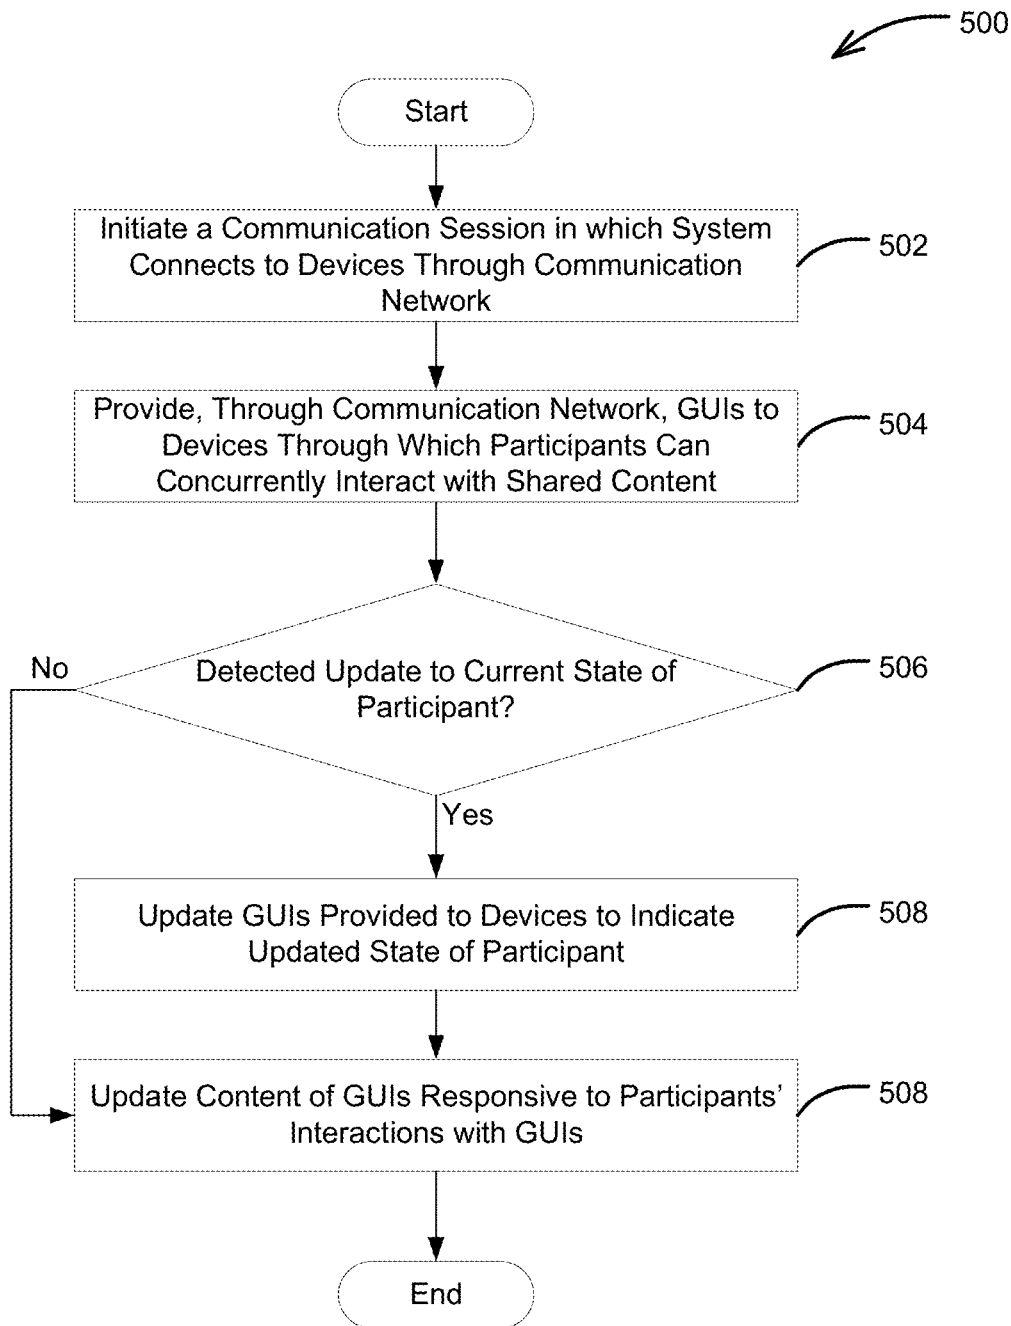 500
Start
Initiate a Communication Session in which System
Connects to Devices Through Communication
Network
502
Provide, Through Communication Network, GUIs to
Devices Through Which Participants Can
Concurrently Interact with Shared Content
504
No
Detected Update to Current State of
Participant?
506
Yes
Update GUIs Provided to Devices to Indicate
Updated State of Participant
508
Update Content of GUIs Responsive to Participants’
Interactions with GUIs
508
End